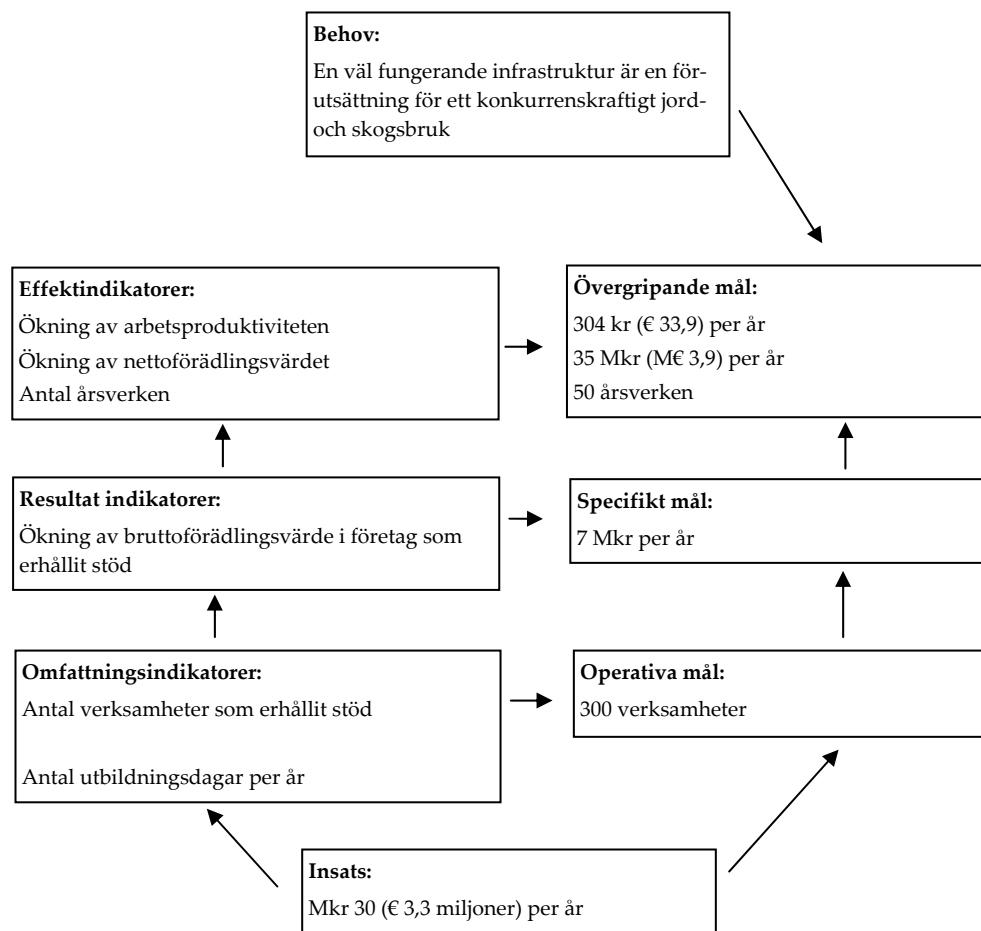 Behov:
En väl fungerande infrastruktur är en för-
utsättning för ett konkurrenskraftigt jord-
och skogsbruk
Effektindikatorer:
Ökning av arbetsproduktiviteten
Ökning av nettoförädlingsvärdet
Antal årsverken
Övergripande mål:
304 kr (€ 33,9) per år
35 Mkr (M€ 3,9) per år
50 årsverken
Resultat indikatorer:
Ökning av bruttoförädlingsvärde i företag som
erhållit stöd
Specifikt mål:
7 Mkr per år
Omfattningsindikatorer:
Antal verksamheter som erhållit stöd
Antal utbildningsdagar per år
Operativa mål:
300 verksamheter
Insats:
Mkr 30 (€ 3,3 miljoner) per år